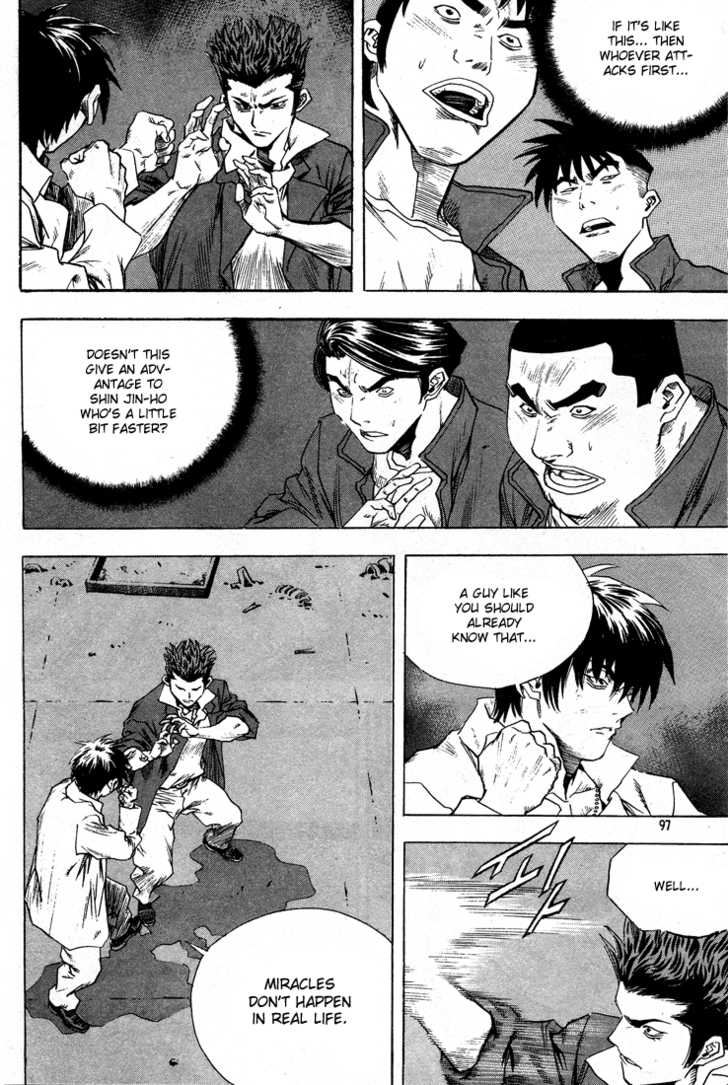 IF IT'S LIKE
THIS... THEN
WHOEVER ATT-
ACKS FIRST...
DOESN'T THIS
GIVE AN ADV-
ANTAGE TO
SHIN JIN-HO
WHO'S A LITTLE
BIT FASTER?
MIRACLES
DON'T HAPPEN
IN REAL LIFE.
A GUY LIKE
YOU SHOULD
ALREADY
KNOW THAT...
97
WELL...